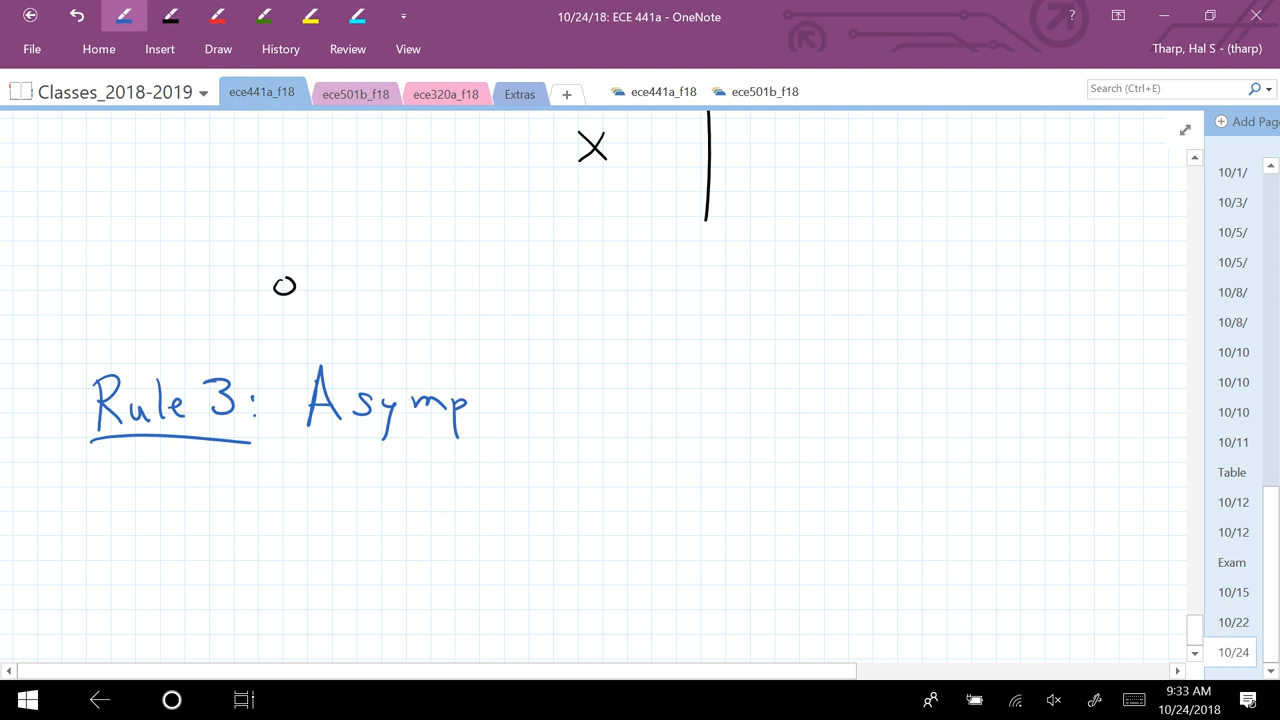 10/24/18: ECE 441a - OneNote
?
File Home Insert Draw History Review View
Tharp, Hal S - (tharp)
Classes_2018-2019
ece441a_f18 ece501b_f18 ece320a_f18 Extras +
ece441a_f18 ece501b_f18
Search (Ctrl+E)
Add Pag
x
o
Rule 3: Asymp
10/1/
10/3/
10/5/
10/5/
10/8/
10/8/
10/10
10/10
10/10
10/11
Table
10/12
10/12
Exam
10/15
10/22
10/24
9:33 AM
10/24/2018